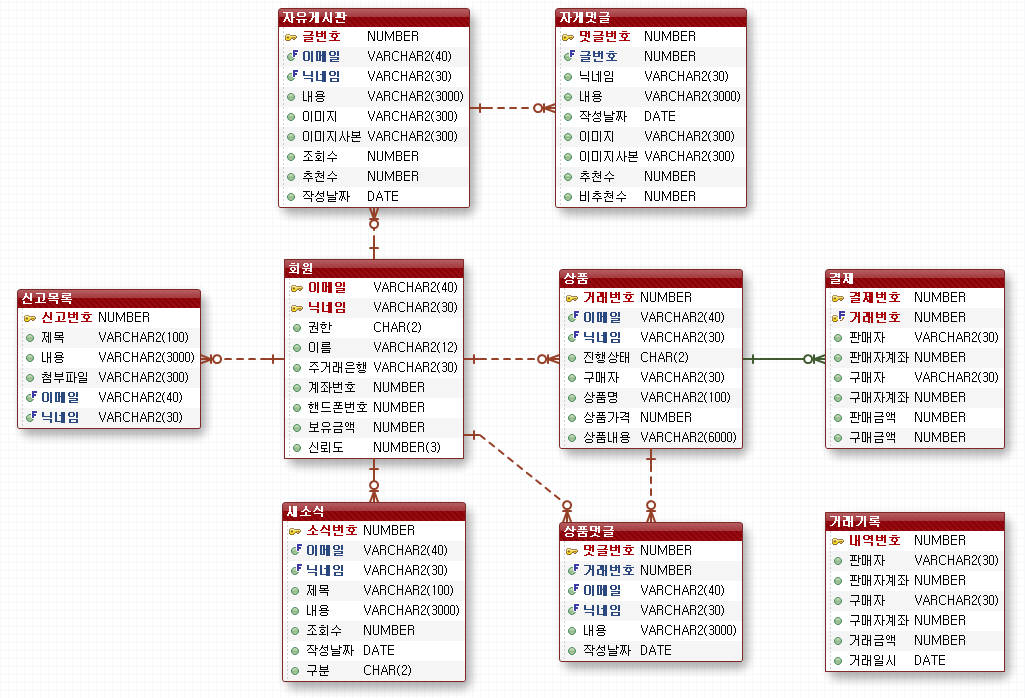 자유게시판
글번호 NUMBER
이메일 VARCHAR2(40)
닉네임 VARCHAR2(30)
내용 VARCHAR2(3000)
이미지 VARCHAR2(300)
이미지사본 VARCHAR2(300)
조회수 NUMBER
추천수 NUMBER
작성날짜 DATE
자게댓글
댓글번호 NUMBER
글번호 NUMBER
닉네임 VARCHAR2(30)
내용 VARCHAR2(3000)
작성날짜 DATE
이미지 VARCHAR2(300)
이미지사본 VARCHAR2(300)
추천수 NUMBER
비추천수 NUMBER
신고목록
신고번호 NUMBER
제목 VARCHAR2(100)
내용 VARCHAR2(3000)
첨부파일 VARCHAR2(300)
이메일 VARCHAR2(40)
닉네임 VARCHAR2(30)
회원
이메일 VARCHAR2(40)
닉네임 VARCHAR2(30)
권한 CHAR(2)
이름 VARCHAR2(12)
주거래은행 VARCHAR2(30)
계좌번호 NUMBER
핸드폰번호 NUMBER
보유금액 NUMBER
신뢰도 NUMBER(3)
상품
거래번호 NUMBER
이메일 VARCHAR2(40)
닉네임 VARCHAR2(30)
진행상태 CHAR(2)
구매자 VARCHAR2(30)
상품명 VARCHAR2(100)
상품가격 NUMBER
상품내용 VARCHAR2(6000)
결제
결제번호 NUMBER
거래번호 NUMBER
판매자 VARCHAR2(30)
판매자계좌 NUMBER
구매자 VARCHAR2(30)
구매자계좌 NUMBER
판매금액 NUMBER
구매금액 NUMBER
새소식
소식번호 NUMBER
이메일 VARCHAR2(40)
닉네임 VARCHAR2(30)
제목 VARCHAR2(100)
내용 VARCHAR2(3000)
조회수 NUMBER
작성날짜 DATE
구분 CHAR(2)
상품댓글
댓글번호 NUMBER
거래번호 NUMBER
이메일 VARCHAR2(40)
닉네임 VARCHAR2(30)
내용 VARCHAR2(3000)
작성날짜 DATE
거래기록
내역번호 NUMBER
판매자 VARCHAR2(30)
판매자계좌 NUMBER
구매자 VARCHAR2(30)
구매자계좌 NUMBER
거래금액 NUMBER
거래일시 DATE